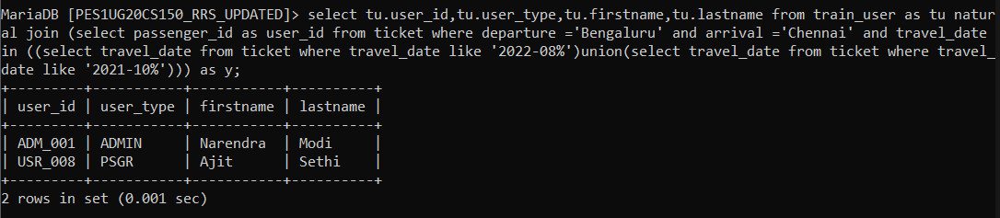 MariaDB [PES1UG20CS150_RRS_UPDATED]> select tu.user_id,tu.user_type,tu.firstname,tu.lastname from train_user as tu natur
al join (select passenger_id as user_id from ticket where departure ='Bengaluru' and arrival ='Chennai' and travel_date
in ((select travel_date from ticket where travel_date like '2022-08%')union(select travel_date from ticket where travel_
date like '2021-10%'))) as y;
+---------+-----------+-----------+----------+
| user_id | user_type | firstname | lastname |
+---------+-----------+-----------+----------+
| ADM_001 | ADMIN     | Narendra  | Modi     |
| USR_008 | PSGR      | Ajit      | Sethi    |
+---------+-----------+-----------+----------+
2 rows in set (0.001 sec)